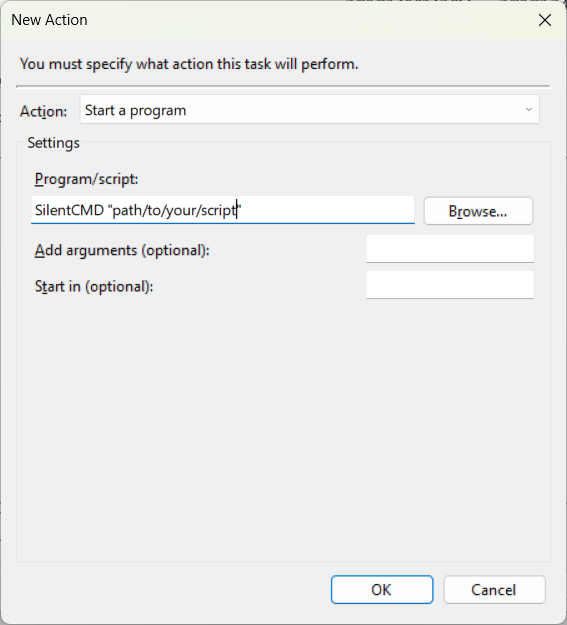 New Action
You must specify what action this task will perform.
Action: Start a program
Settings
Program/script:
SilentCMD "path/to/your/script"
Browse...
Add arguments (optional):
Start in (optional):
OK Cancel